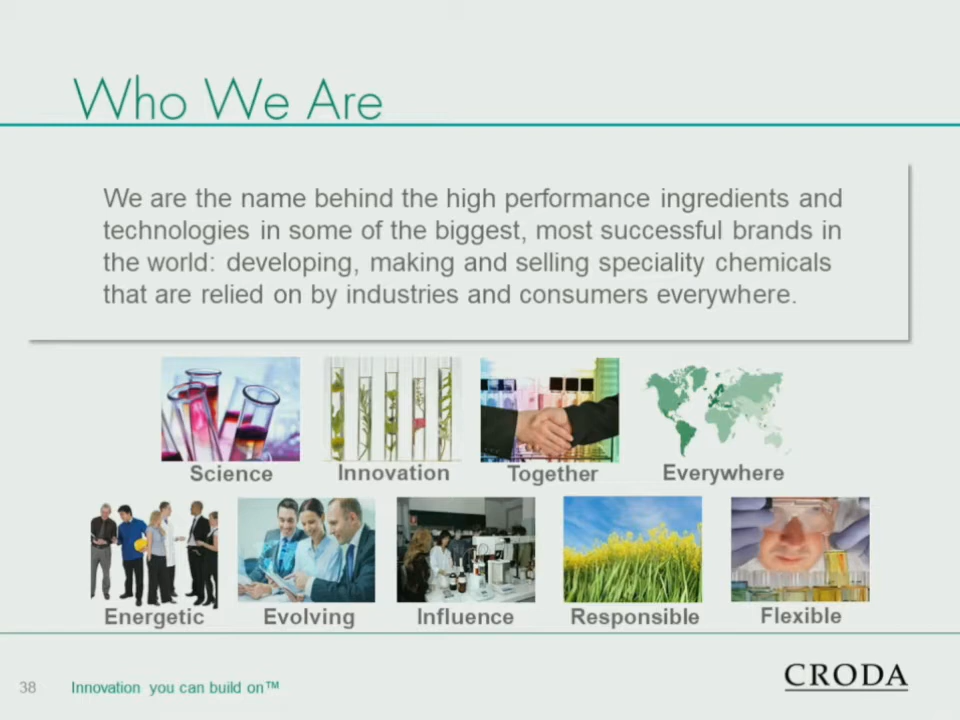 Who We Are
We are the name behind the high performance ingredients and
technologies in some of the biggest, most successful brands in
the world: developing, making and selling speciality chemicals
that are relied on by industries and consumers everywhere.
Science Innovation Together Everywhere
Energetic Evolving Influence Responsible Flexible
38 Innovation you can build on™ CRODA